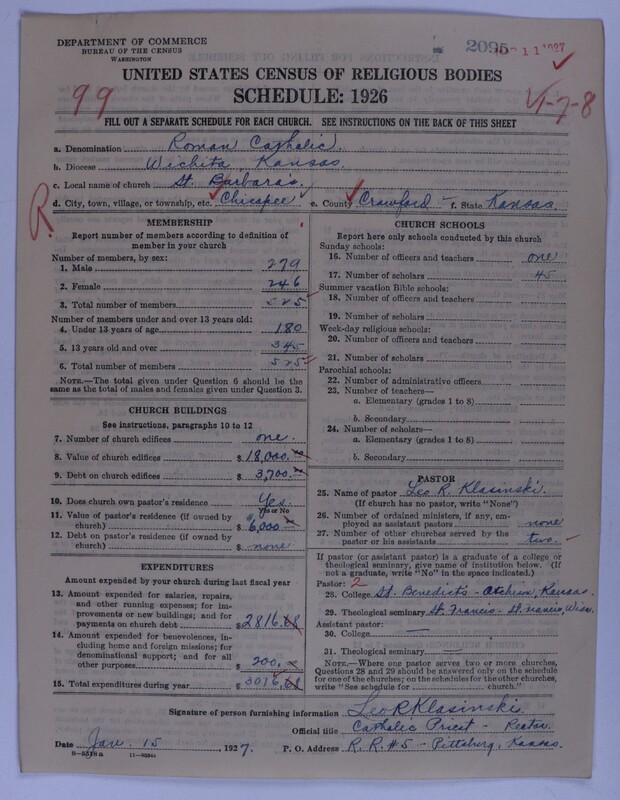 DEPARTMENT OF COMMERCE
BUREAU OF THE CENSUS
WASHINGTON
2095
11 1927
UNITED STATES CENSUS OF RELIGIOUS BODIES
SCHEDULE: 1926
99
4-7-8
FILL OUT A SEPARATE SCHEDULE FOR EACH CHURCH. SEE INSTRUCTIONS ON THE BACK OF THIS SHEET
a. Denomination Roman Catholic
b. Diocese Wichita Kansas.
c. Local name of church St. Barbara's
d. City, town, village, or township, etc. Chicapee e. County Crawford f. State Kansas.
R.
MEMBERSHIP
Report number of members according to definition of
member in your church
Number of members, by sex:
1. Male 279
2. Female 246
3. Total number of members 525
Number of members under and over 13 years old:
4. Under 13 years of age 180
5. 13 years old and over 345
6. Total number of members 525
NOTE.—The total given under Question 6 should be the
same as the total of males and females given under Question 3.
CHURCH BUILDINGS
See instructions, paragraphs 10 to 12
7. Number of church edifices one.
8. Value of church edifices $ 18,000.
9. Debt on church edifices $ 3,700.
10. Does church own pastor's residence Yes.
Yes or No
11. Value of pastor's residence (if owned by
church) $ 6,000
12. Debt on pastor's residence (if owned by
church) $ none
EXPENDITURES
Amount expended by your church during last fiscal year
13. Amount expended for salaries, repairs,
and other running expenses; for im-
provements or new buildings; and for
payments on church debt $ 2816.68
14. Amount expended for benevolences, in-
cluding home and foreign missions; for
denominational support; and for all
other purposes $ 200.
15. Total expenditures during year $ 3016.68
CHURCH SCHOOLS
Report here only schools conducted by this church
Sunday schools:
16. Number of officers and teachers one
17. Number of scholars 45
Summer vacation Bible schools:
18. Number of officers and teachers
19. Number of scholars
Week-day religious schools:
20. Number of officers and teachers
21. Number of scholars
Parochial schools:
22. Number of administrative officers
23. Number of teachers—
a. Elementary (grades 1 to 8)
b. Secondary
24. Number of scholars—
a. Elementary (grades 1 to 8)
b. Secondary
PASTOR
25. Name of pastor Leo R. Klasinski.
(If church has no pastor, write "None")
26. Number of ordained ministers, if any, em-
ployed as assistant pastors none
27. Number of other churches served by the
pastor or his assistants two.
If pastor (or assistant pastor) is a graduate of a college or
theological seminary, give name of institution below. (If
not a graduate, write "No" in the space indicated.)
Pastor: 2
28. College St. Benedict's - Atchison, Kansas.
29. Theological seminary St. Francis - St. Francis, Wisn.
Assistant pastor:
30. College —
31. Theological seminary —
NOTE.—Where one pastor serves two or more churches,
Questions 28 and 29 should be answered only on the schedule
for one of the churches; on the schedules for the other churches,
write "See schedule for church."
Signature of person furnishing information Leo R Klasinski
Official title Catholic Priest - Rector
Date Jan. 15 1927. P. O. Address R. R. #5 - Pittsburg, Kansas.